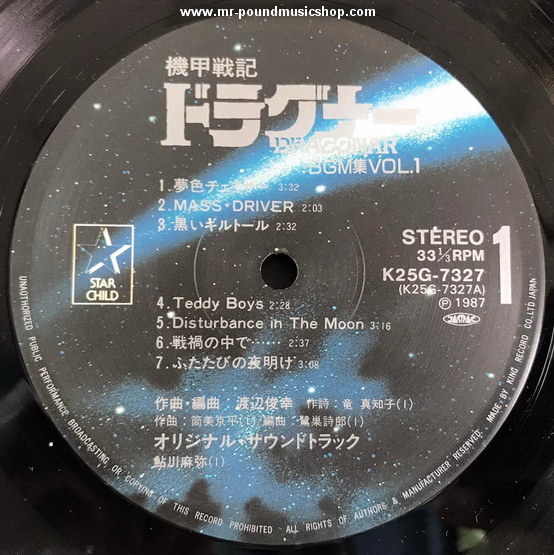 www.mr-poundmusicshop.com
機甲戦記
ドラグナー
DRAGONAR
BGM集VOL.1
1. 夢色チェイサー 3:32
2. MASS・DRIVER 2:03
3. 黒いギルトール 2:32
STAR
CHILD
STEREO 1
33⅓RPM
K25G-7327
(K25G-7327A)
Ⓟ1987
JASRAC
4. Teddy Boys 2:28
5. Disturbance in The Moon 3:16
6. 戦禍の中で…… 2:37
7. ふたたびの夜明け 3:08
作曲・編曲：渡辺俊幸 作詩：竜 真知子(1)
作曲：筒美京平(1)編曲：鷺巣詩郎(1)
オリジナル・サウンドトラック
鮎川麻弥(1)
UNAUTHORIZED PUBLIC PERFORMANCE BROADCASTING OR COPYING OF THIS RECORD PROHIBITED - ALL RIGHTS OF AUTHORS & MANUFACTURER RESERVED. MADE BY KING RECORD CO., LTD JAPAN